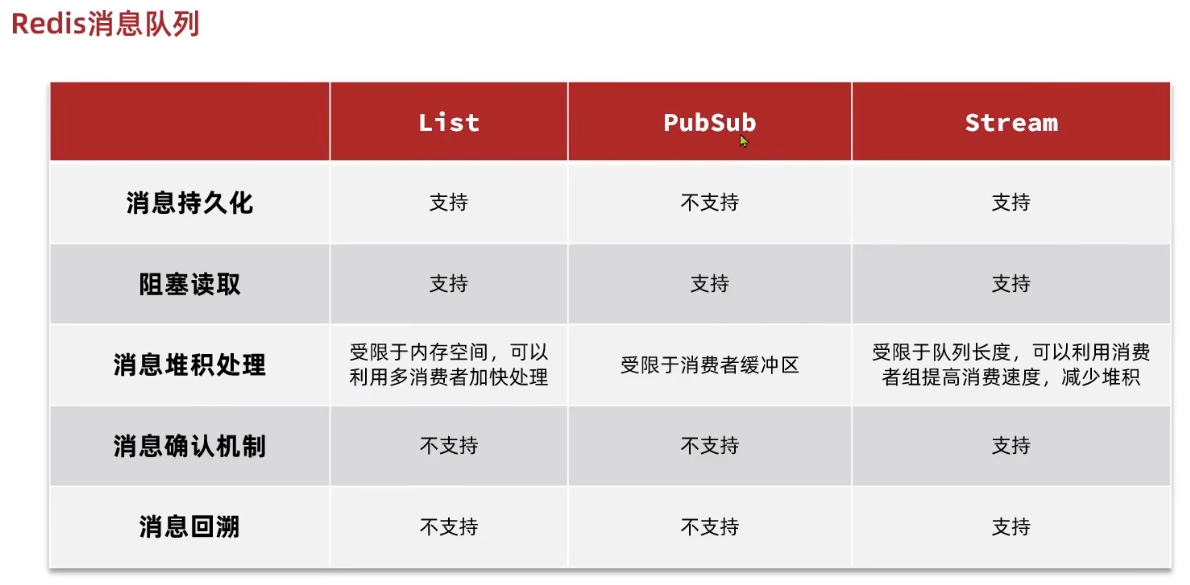 Redis消息队列
List PubSub Stream
消息持久化 支持 不支持 支持
阻塞读取 支持 支持 支持
消息堆积处理 受限于内存空间，可以 受限于消费者缓冲区 受限于队列长度，可以利用消费
利用多消费者加快处理 者组提高消费速度，减少堆积
消息确认机制 不支持 不支持 支持
消息回溯 不支持 不支持 支持